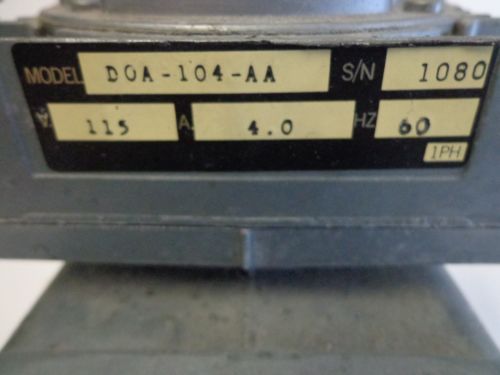 MODEL DOA-104-AA S/N 1080
V. 115 A. 4.0 HZ 60
1PH